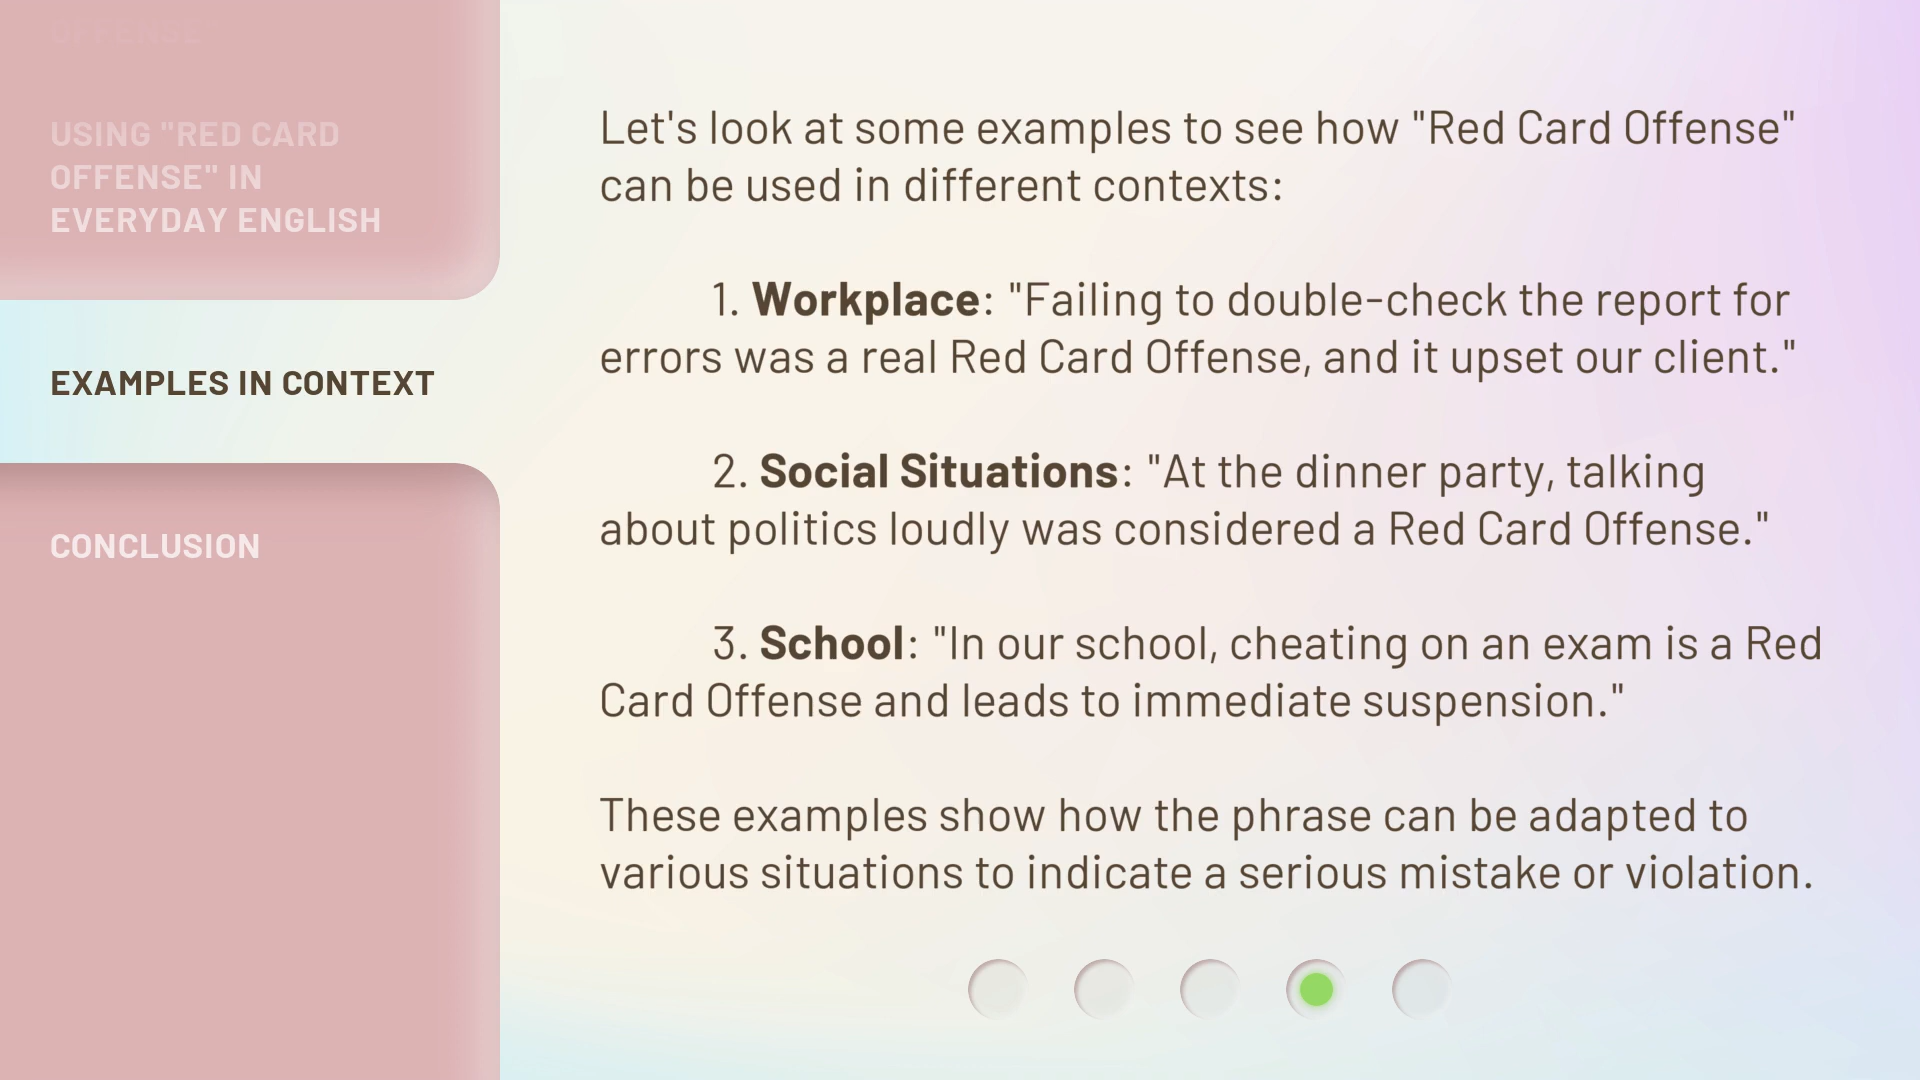 OFFENSE
USING "RED CARD
OFFENSE" IN
EVERYDAY ENGLISH
EXAMPLES IN CONTEXT
CONCLUSION
Let's look at some examples to see how "Red Card Offense"
can be used in different contexts:
1. Workplace: "Failing to double-check the report for
errors was a real Red Card Offense, and it upset our client."
2. Social Situations: "At the dinner party, talking
about politics loudly was considered a Red Card Offense."
3. School: "In our school, cheating on an exam is a Red
Card Offense and leads to immediate suspension."
These examples show how the phrase can be adapted to
various situations to indicate a serious mistake or violation.